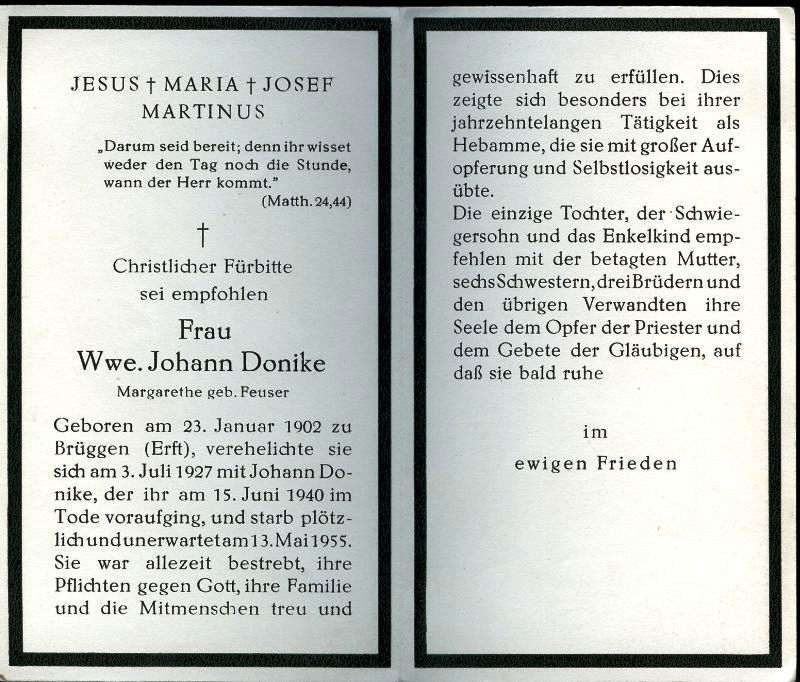 JESUS † MARIA † JOSEF
MARTINUS
„Darum seid bereit; denn ihr wisset
weder den Tag noch die Stunde,
wann der Herr kommt.”
(Matth. 24,44)
†
Christlicher Fürbitte
sei empfohlen
Frau
Wwe. Johann Donike
Margarethe geb. Feuser
Geboren am 23. Januar 1902 zu
Brüggen (Erft), verehelichte sie
sich am 3. Juli 1927 mit Johann Do-
nike, der ihr am 15. Juni 1940 im
Tode voraufging, und starb plötz-
lich und unerwartet am 13. Mai 1955.
Sie war allezeit bestrebt, ihre
Pflichten gegen Gott, ihre Familie
und die Mitmenschen treu und
gewissenhaft zu erfüllen. Dies
zeigte sich besonders bei ihrer
jahrzehntelangen Tätigkeit als
Hebamme, die sie mit großer Auf-
opferung und Selbstlosigkeit aus-
übte.
Die einzige Tochter, der Schwie-
gersohn und das Enkelkind emp-
fehlen mit der betagten Mutter,
sechs Schwestern, drei Brüdern und
den übrigen Verwandten ihre
Seele dem Opfer der Priester und
dem Gebete der Gläubigen, auf
daß sie bald ruhe
im
ewigen Frieden